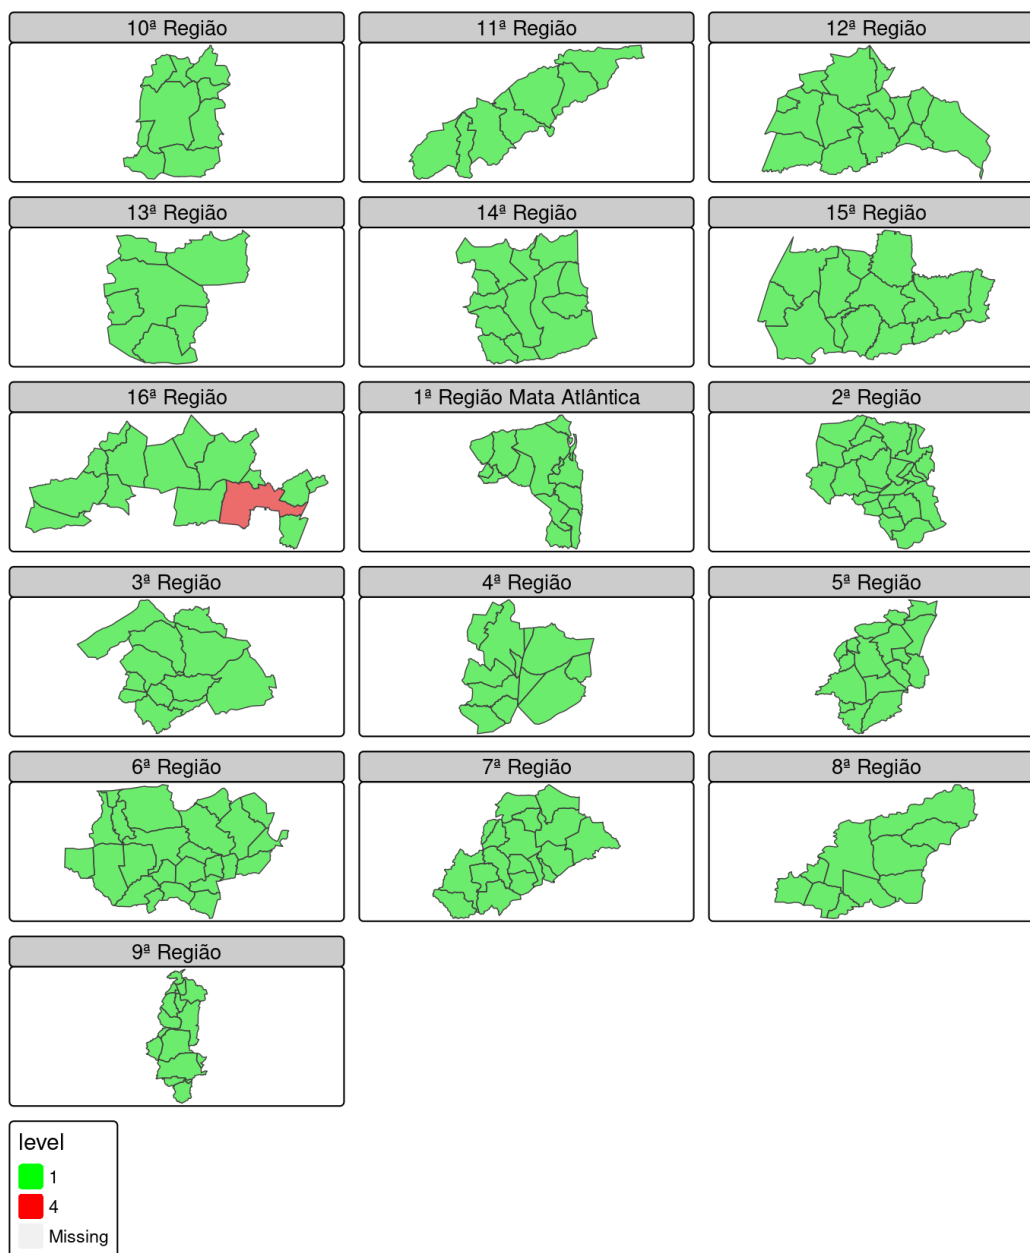 10ª Região
11ª Região
12ª Região
13ª Região
14ª Região
15ª Região
16ª Região
1ª Região Mata Atlântica
2ª Região
3ª Região
4ª Região
5ª Região
6ª Região
7ª Região
8ª Região
9ª Região
level
1
4
Missing